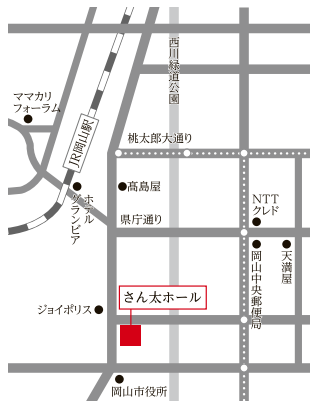 西川緑道公園
ママカリ
フォーラム
JR岡山駅
桃太郎大通り
髙島屋
ホテル
グランビア
県庁通り
NTT
クレド
岡山中央郵便局
天満屋
さん太ホール
ジョイポリス
岡山市役所